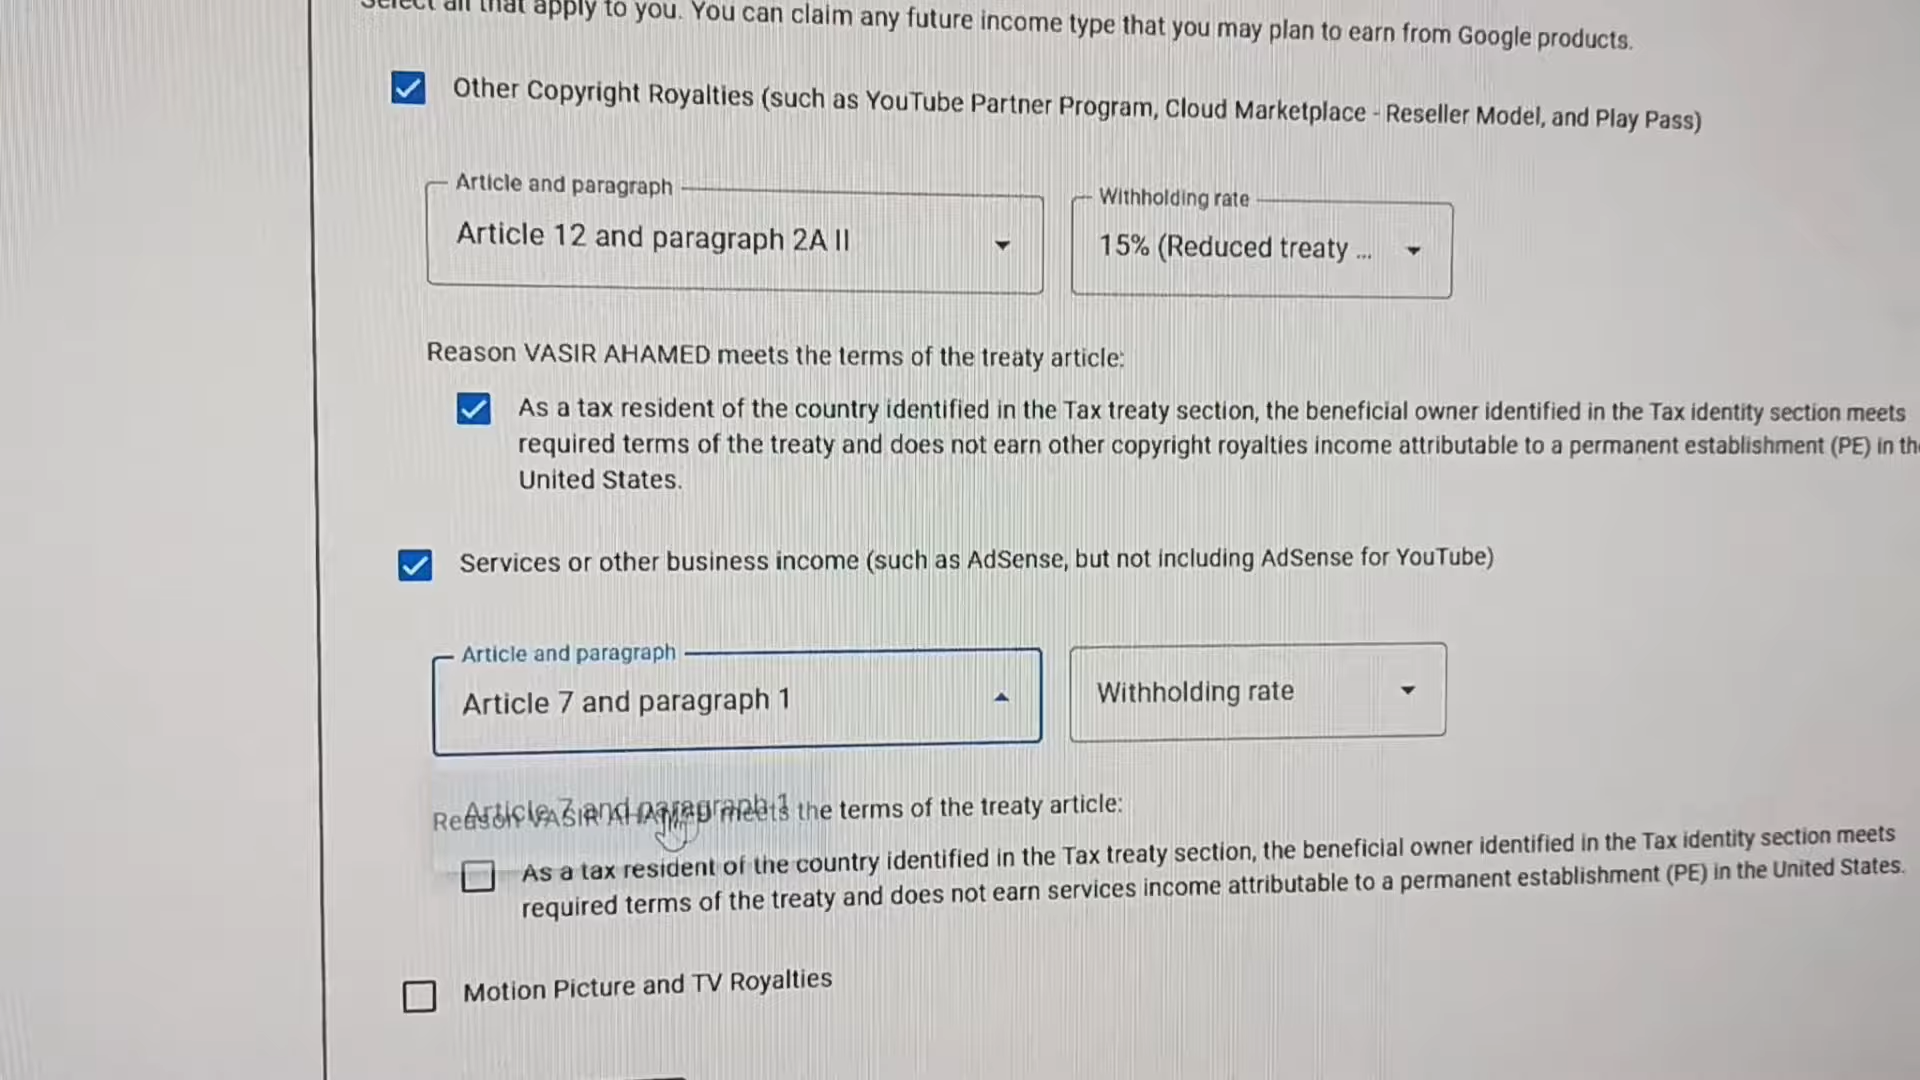 Select all that apply to you. You can claim any future income type that you may plan to earn from Google products.
Other Copyright Royalties (such as YouTube Partner Program, Cloud Marketplace - Reseller Model, and Play Pass)
Article and paragraph
Withholding rate
Article 12 and paragraph 2A II
15% (Reduced treaty ...
Reason VASIR AHAMED meets the terms of the treaty article:
As a tax resident of the country identified in the Tax treaty section, the beneficial owner identified in the Tax identity section meets
required terms of the treaty and does not earn other copyright royalties income attributable to a permanent establishment (PE) in the
United States.
Services or other business income (such as AdSense, but not including AdSense for YouTube)
Article and paragraph
Article 7 and paragraph 1
Withholding rate
Article 7 and paragraph 1
Reason VASIR AHAMED meets the terms of the treaty article:
As a tax resident of the country identified in the Tax treaty section, the beneficial owner identified in the Tax identity section meets
required terms of the treaty and does not earn services income attributable to a permanent establishment (PE) in the United States.
Motion Picture and TV Royalties